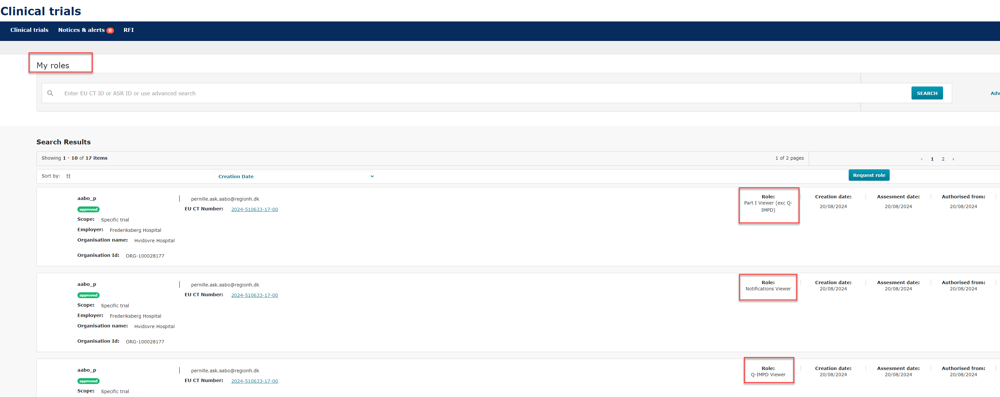 Clinical trials
Clinical trials Notices & alerts 0 RFI
My roles
Enter EU CT ID or ASR ID or use advanced search
SEARCH
Adv
Search Results
Showing 1 - 10 of 17 items
1 of 2 pages
‹ 1 2 ›
Sort by:
Creation Date
Request role
aabo_p
pernille.ask.aabo@regionh.dk
approved
EU CT Number: 2024-510633-17-00
Scope: Specific trial
Employer: Frederiksberg Hospital
Organisation name: Hvidovre Hospital
Organisation Id: ORG-100028177
Role:
Part I Viewer (exc Q-
IMPD)
Creation date:
20/08/2024
Assesment date:
20/08/2024
Authorised from:
20/08/2024
aabo_p
pernille.ask.aabo@regionh.dk
approved
EU CT Number: 2024-510633-17-00
Scope: Specific trial
Employer: Frederiksberg Hospital
Organisation name: Hvidovre Hospital
Organisation Id: ORG-100028177
Role:
Notifications Viewer
Creation date:
20/08/2024
Assesment date:
20/08/2024
Authorised from:
20/08/2024
aabo_p
pernille.ask.aabo@regionh.dk
approved
EU CT Number: 2024-510633-17-00
Scope: Specific trial
Role:
Q-IMPD Viewer
Creation date:
20/08/2024
Assesment date:
20/08/2024
Authorised from:
20/08/2024